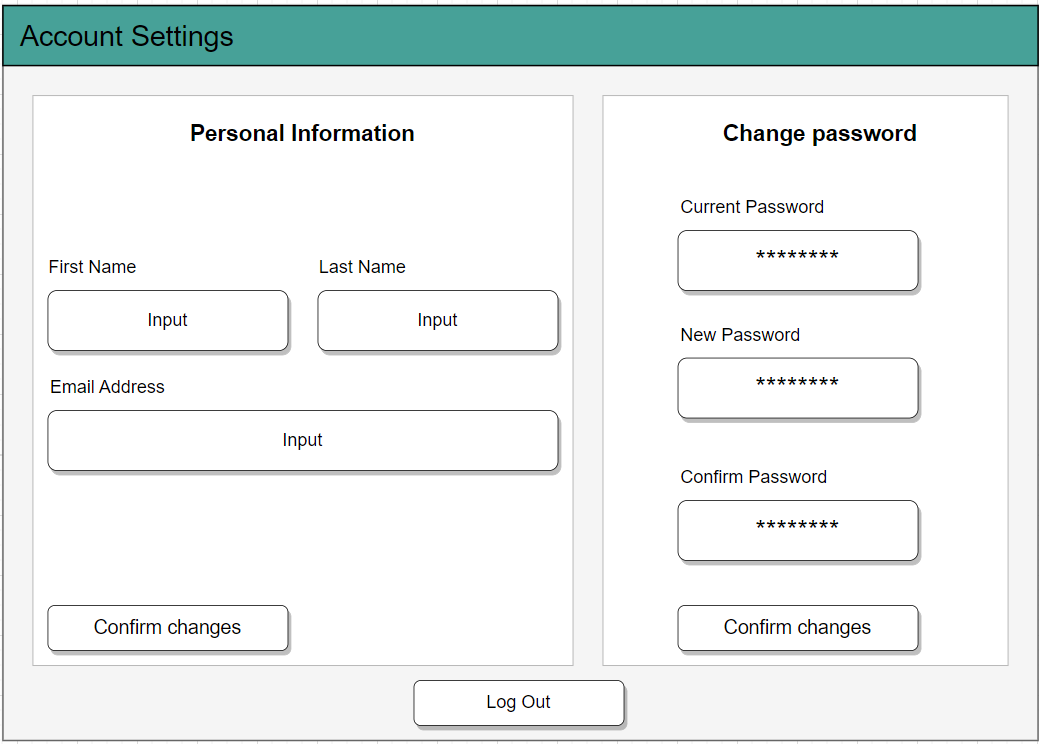 Account Settings
Personal Information
First Name
Last Name
Input
Input
Email Address
Input
Confirm changes
Change password
Current Password
********
New Password
********
Confirm Password
********
Confirm changes
Log Out